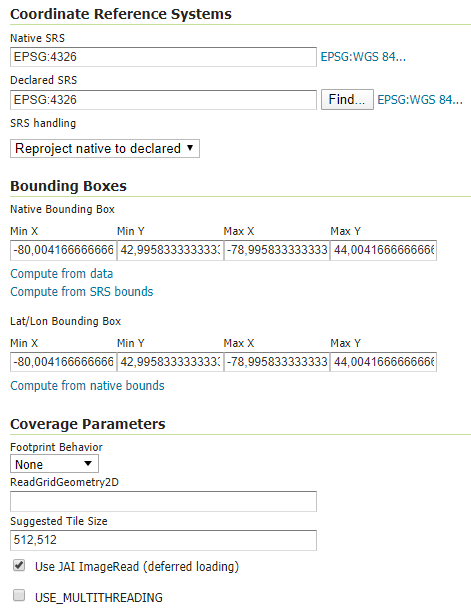 Coordinate Reference Systems
Native SRS
EPSG:4326 EPSG:WGS 84...
Declared SRS
EPSG:4326 Find... EPSG:WGS 84...
SRS handling
Reproject native to declared
Bounding Boxes
Native Bounding Box
Min X Min Y Max X Max Y
-80,004166666666 42,995833333333 -78,995833333333 44,004166666666
Compute from data
Compute from SRS bounds
Lat/Lon Bounding Box
Min X Min Y Max X Max Y
-80,004166666666 42,995833333333 -78,995833333333 44,004166666666
Compute from native bounds
Coverage Parameters
Footprint Behavior
None
ReadGridGeometry2D
Suggested Tile Size
512,512
Use JAI ImageRead (deferred loading)
USE_MULTITHREADING